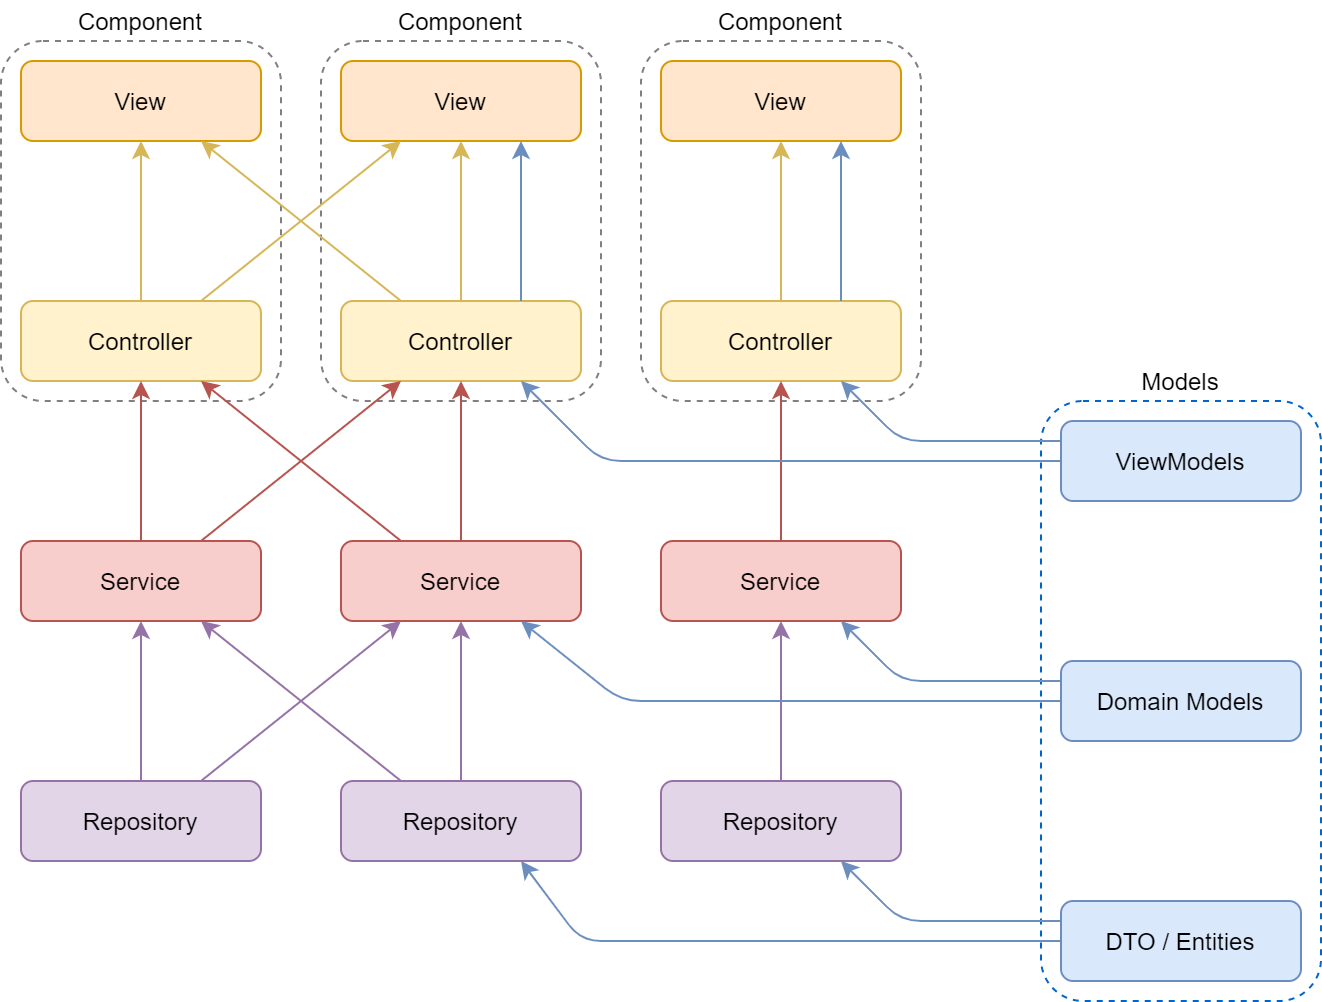 Component
Component
Component
View
View
View
Controller
Controller
Controller
Models
ViewModels
Service
Service
Service
Domain Models
Repository
Repository
Repository
DTO / Entities